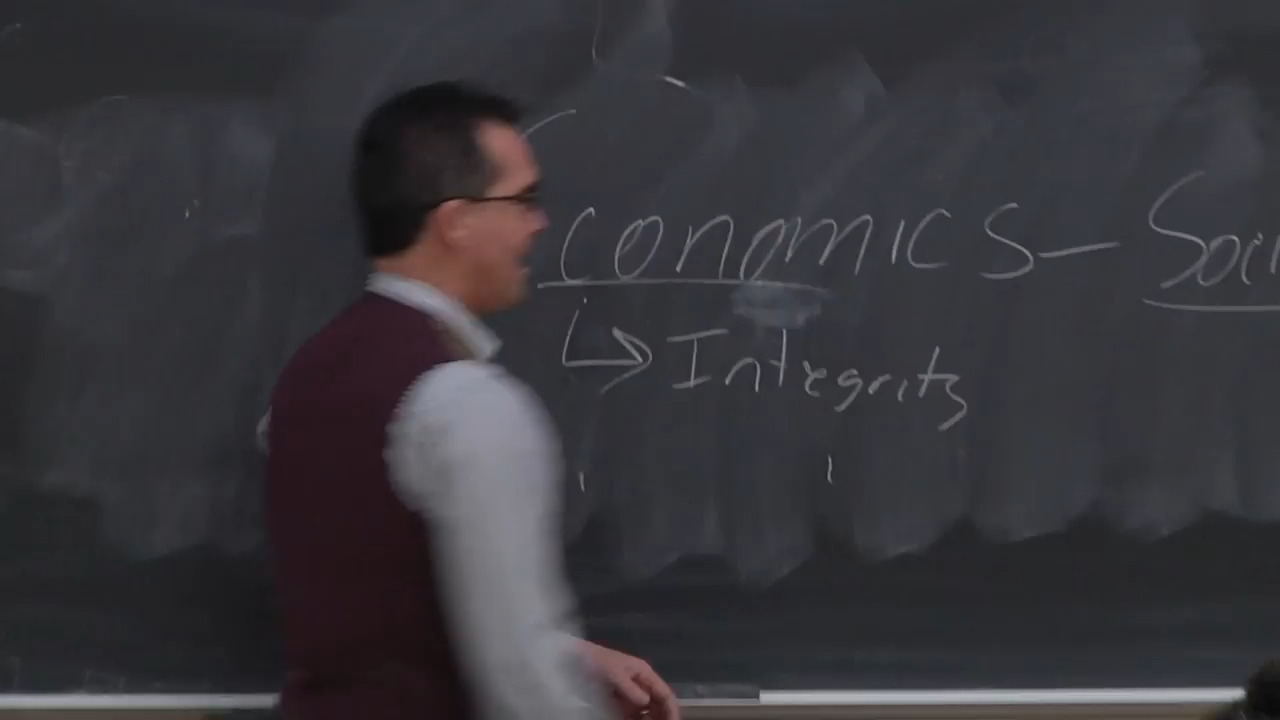 conomics – Soci
↳ Integrity